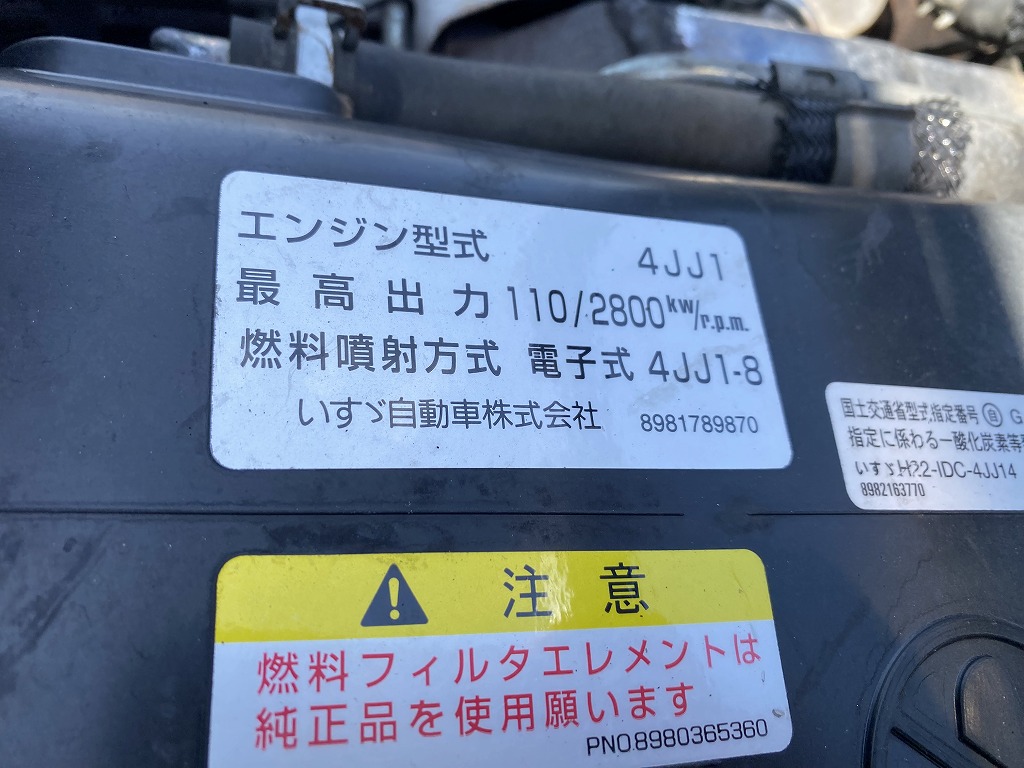 エンジン型式 4JJ1
最高出力 110/2800kw/r.p.m.
燃料噴射方式 電子式 4JJ1-8
いすゞ自動車株式会社 8981789870
国土交通省型式指定番号 自 G
指定に係わる一酸化炭素等
いすゞH22-IDC-4JJ14
8982163770
注意
燃料フィルタエレメントは
純正品を使用願います
PNO.8980365360